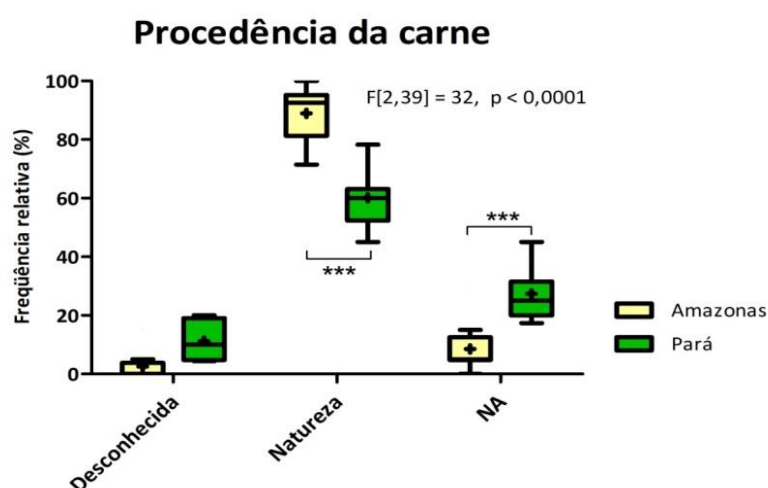 Procedência da carne
F[2,39] = 32, p < 0,0001
Freqüência relativa (%)
100
80
60
40
20
0
***
***
Amazonas
Pará
Desconhecida
Natureza
NA